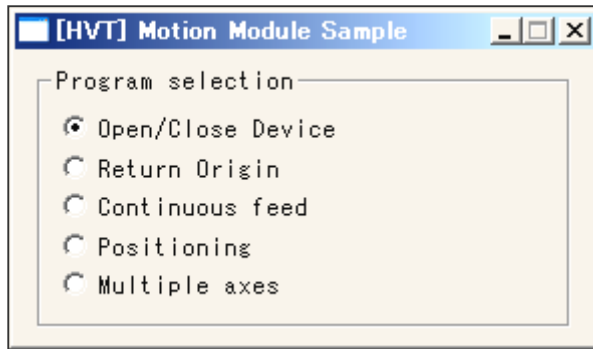 [HVT] Motion Module Sample
Program selection
Open/Close Device
Return Origin
Continuous feed
Positioning
Multiple axes